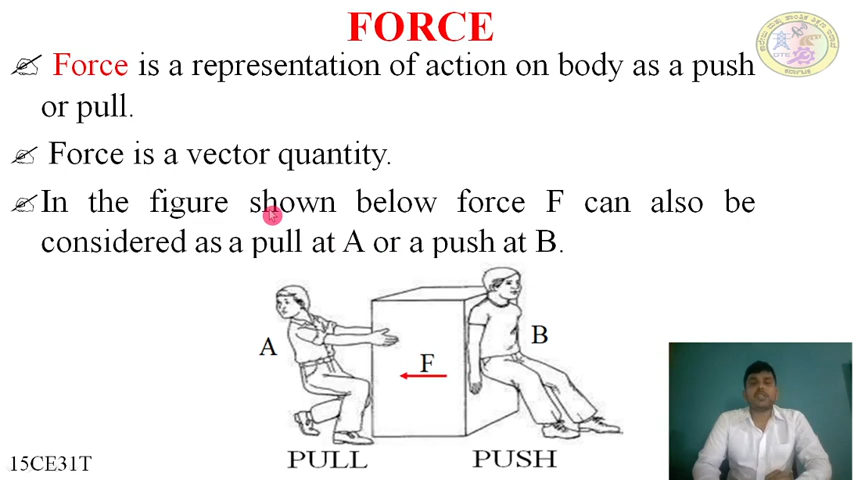 FORCE
Force is a representation of action on body as a push
or pull.
Force is a vector quantity.
In the figure shown below force F can also be
considered as a pull at A or a push at B.
A
B
F
PULL
PUSH
15CE31T
DTE